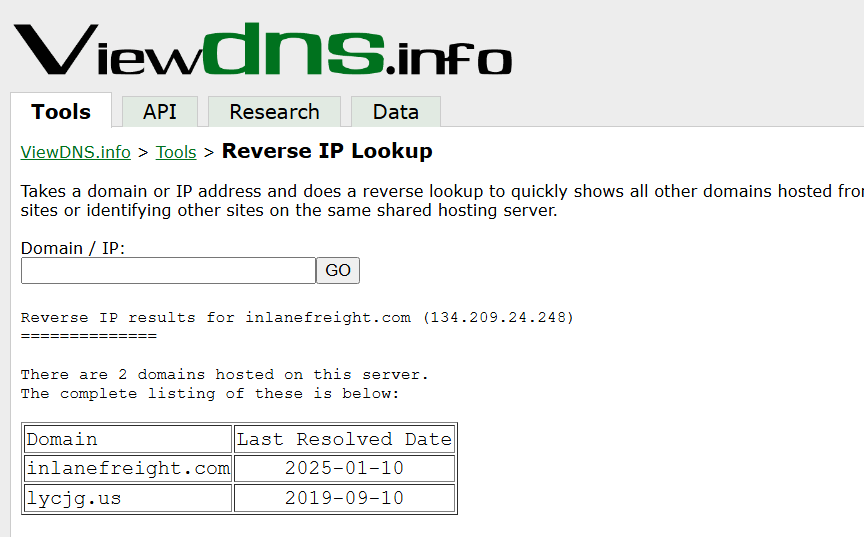 Viewdns.info
Tools API Research Data
ViewDNS.info > Tools > Reverse IP Lookup
Takes a domain or IP address and does a reverse lookup to quickly shows all other domains hosted fro
sites or identifying other sites on the same shared hosting server.
Domain / IP:
GO
Reverse IP results for inlanefreight.com (134.209.24.248)
==============
There are 2 domains hosted on this server.
The complete listing of these is below:
Domain Last Resolved Date
inlanefreight.com 2025-01-10
lycjg.us 2019-09-10